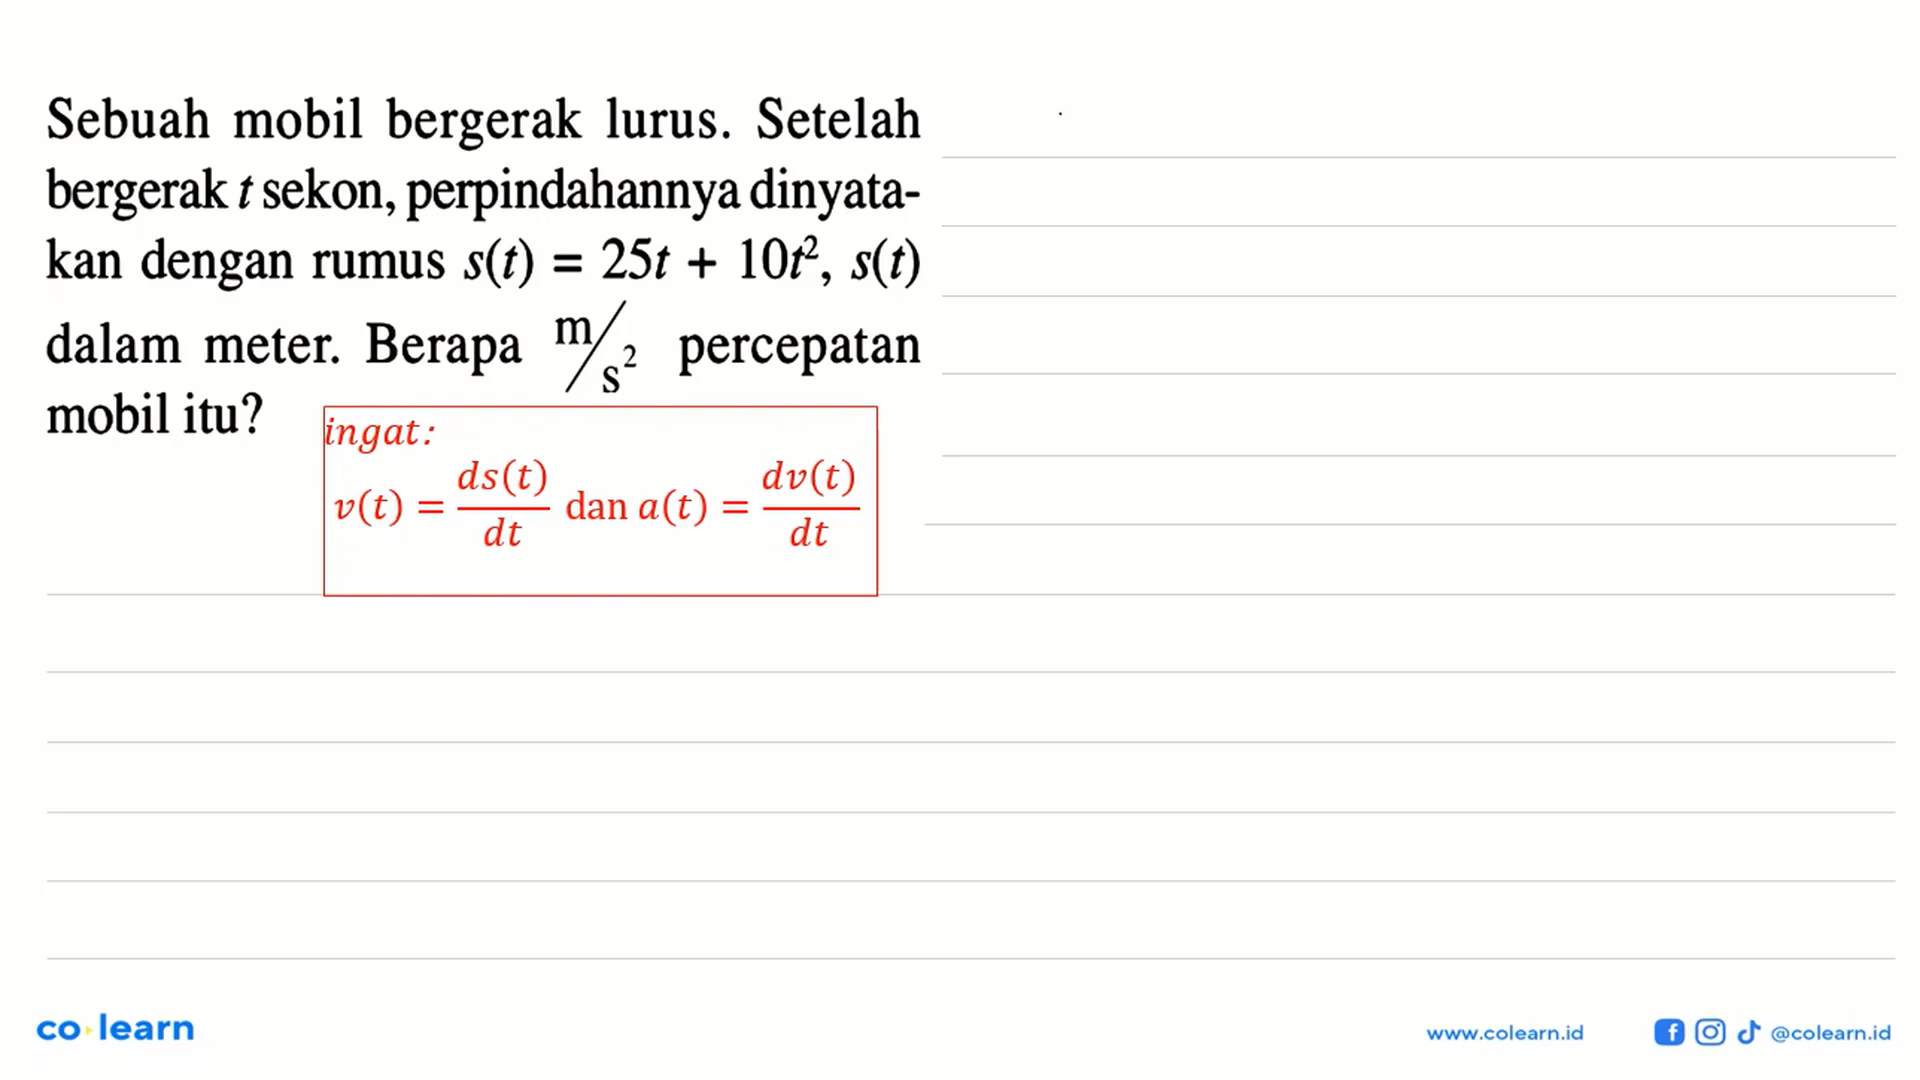 Sebuah mobil bergerak lurus. Setelah
bergerak t sekon, perpindahannya dinyata-
kan dengan rumus s(t) = 25t + 10t², s(t)
dalam meter. Berapa m/s² percepatan
mobil itu?
ingat:
v(t) = ds(t)/dt dan a(t) = dv(t)/dt
co learn
www.colearn.id
@colearn.id